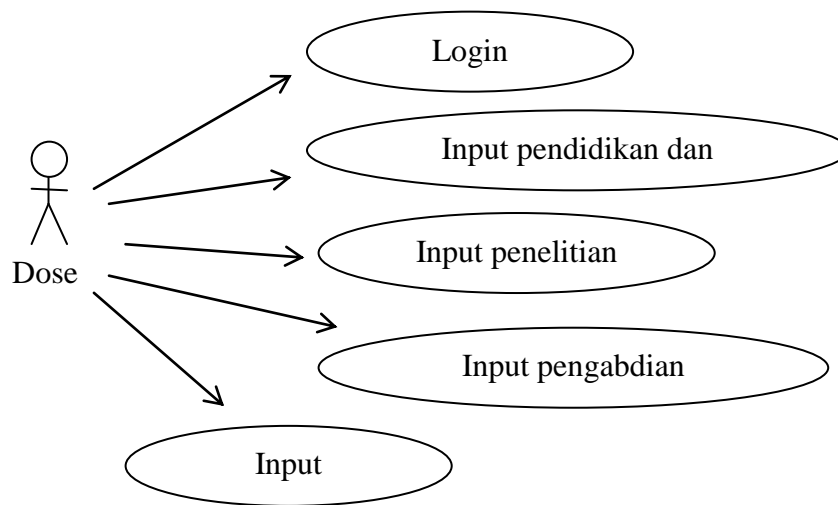 Login
Input pendidikan dan
Input penelitian
Dose
Input pengabdian
Input